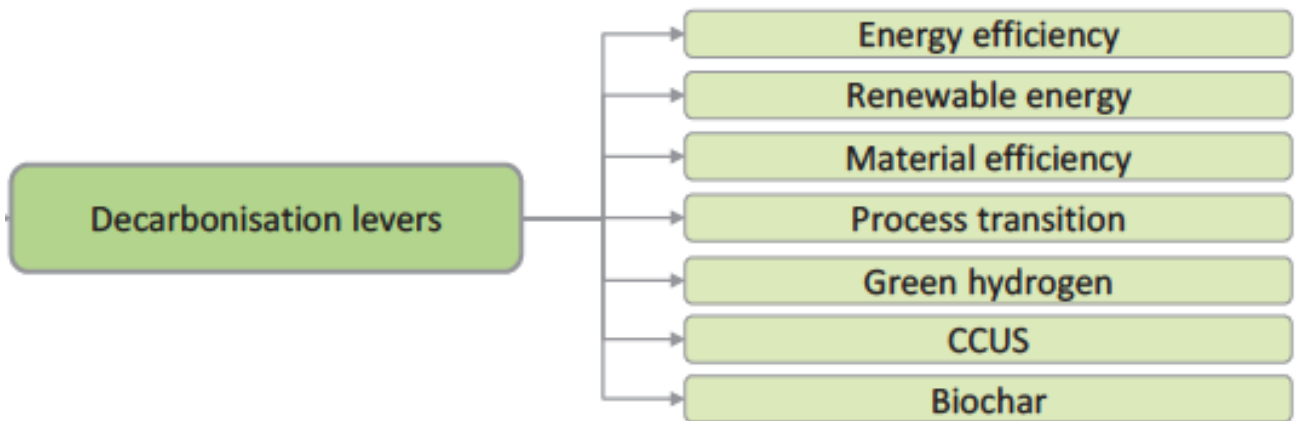 Decarbonisation levers
Energy efficiency
Renewable energy
Material efficiency
Process transition
Green hydrogen
CCUS
Biochar